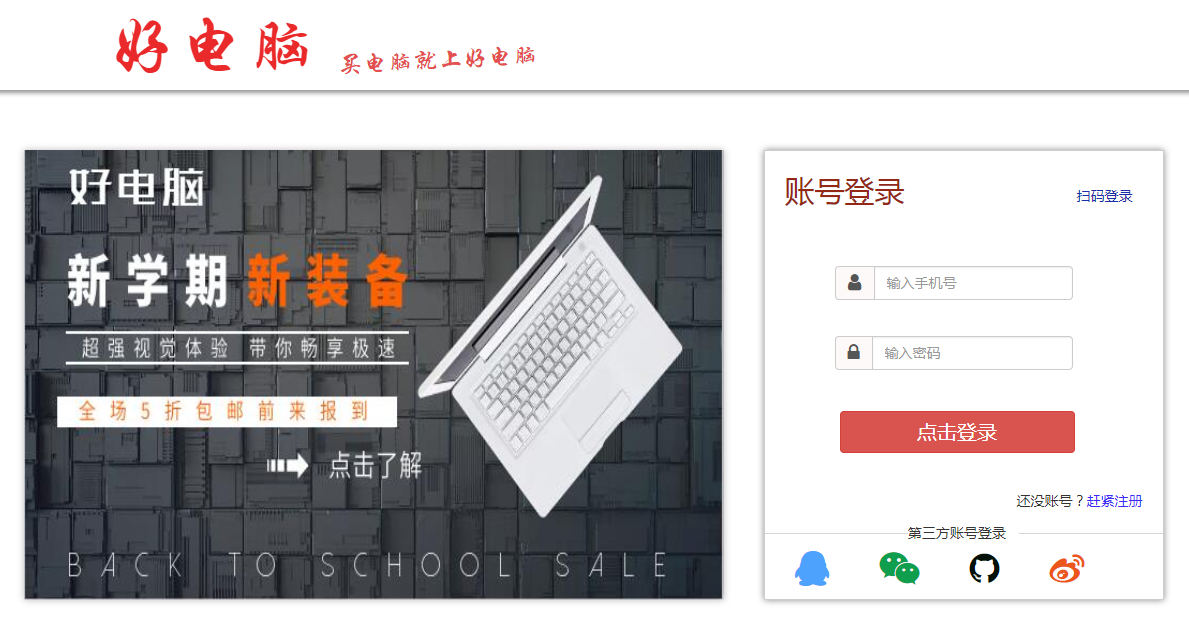 好电脑
买电脑就上好电脑
好电脑
新学期新装备
超强视觉体验 带你畅享极速
全场5折包邮前来报到
点击了解
BACK TO SCHOOL SALE
账号登录
扫码登录
输入手机号
输入密码
点击登录
还没账号？赶紧注册
第三方账号登录